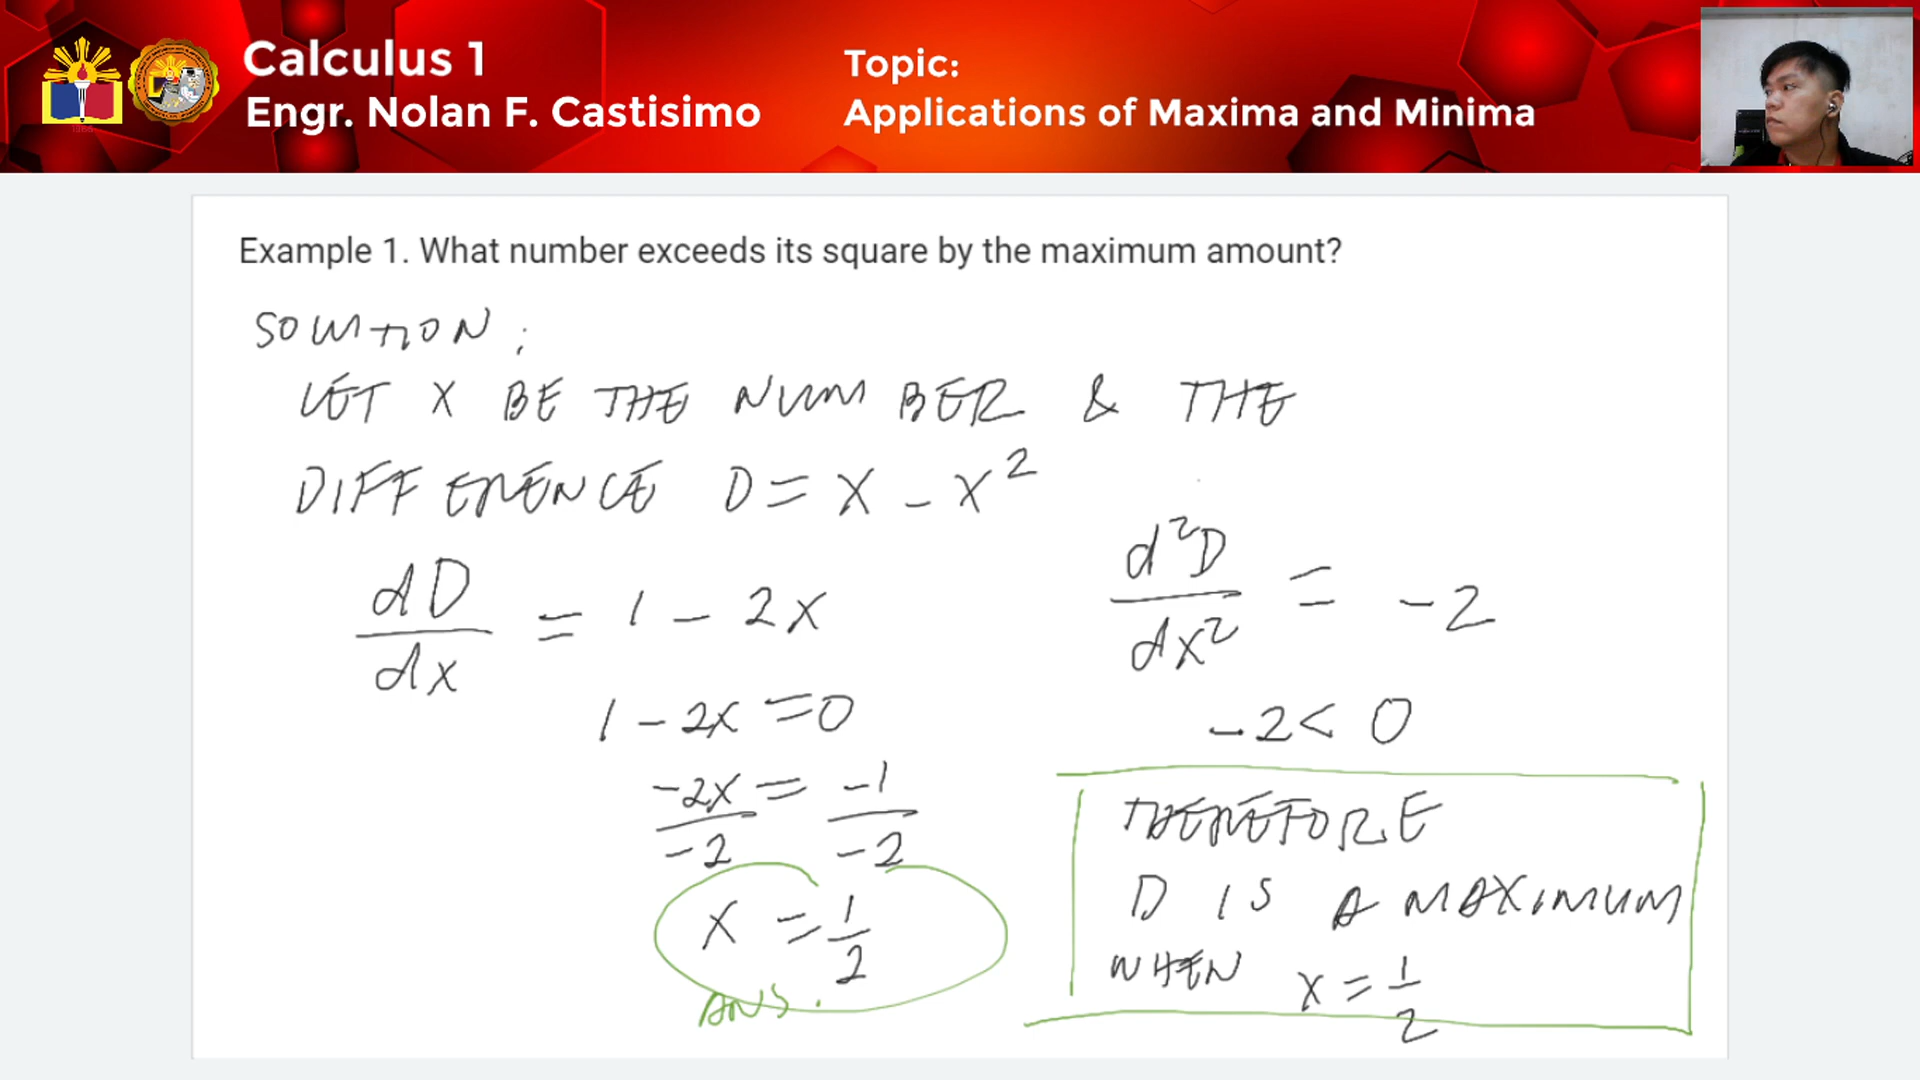 Calculus 1
Engr. Nolan F. Castisimo
Topic:
Applications of Maxima and Minima
Example 1. What number exceeds its square by the maximum amount?
SOLUTION:
LET X BE THE NUMBER & THE
DIFFERENCE D = X - X²
dD/dx = 1 - 2x
1 - 2x = 0
-2x/-2 = -1/-2
x = 1/2
ANS.
d²D/dx² = -2
-2 < 0
THEREFORE
D IS A MAXIMUM
WHEN x = 1/2